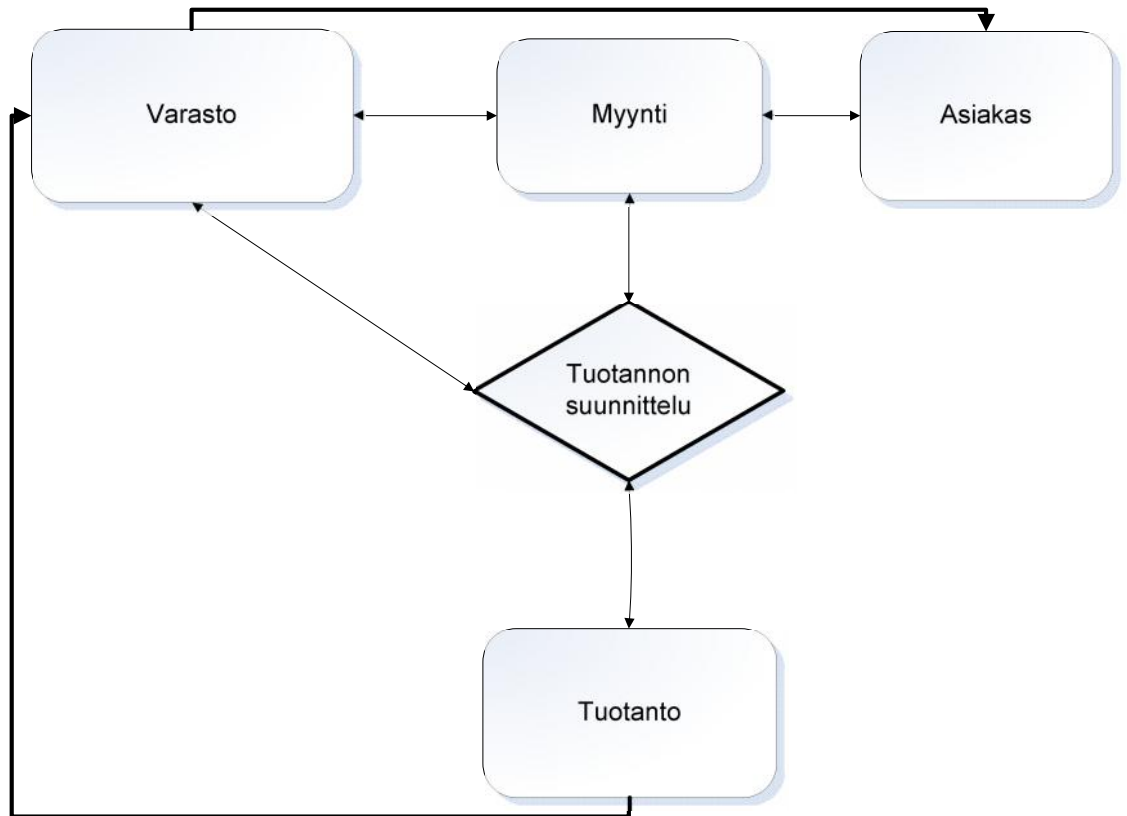 Varasto
Myynti
Asiakas
Tuotannon
suunnittelu
Tuotanto